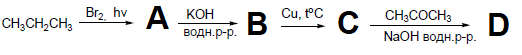 CH₃CH₂CH₃ Br₂, hν A KOH водн.р-р. B Cu, t°C C CH₃COCH₃ NaOH водн.р-р. D